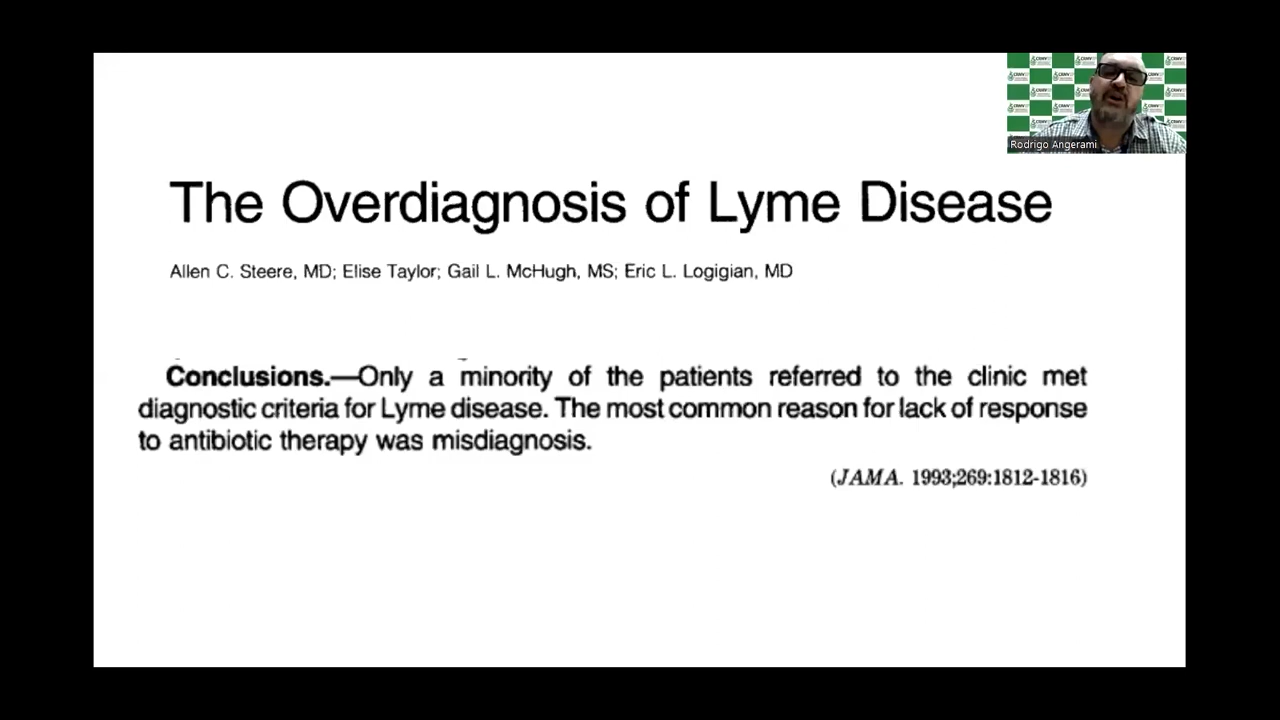 The Overdiagnosis of Lyme Disease
Allen C. Steere, MD; Elise Taylor; Gail L. McHugh, MS; Eric L. Logigian, MD
Conclusions.—Only a minority of the patients referred to the clinic met
diagnostic criteria for Lyme disease. The most common reason for lack of response
to antibiotic therapy was misdiagnosis.
(JAMA. 1993;269:1812-1816)
Rodrigo Angerami